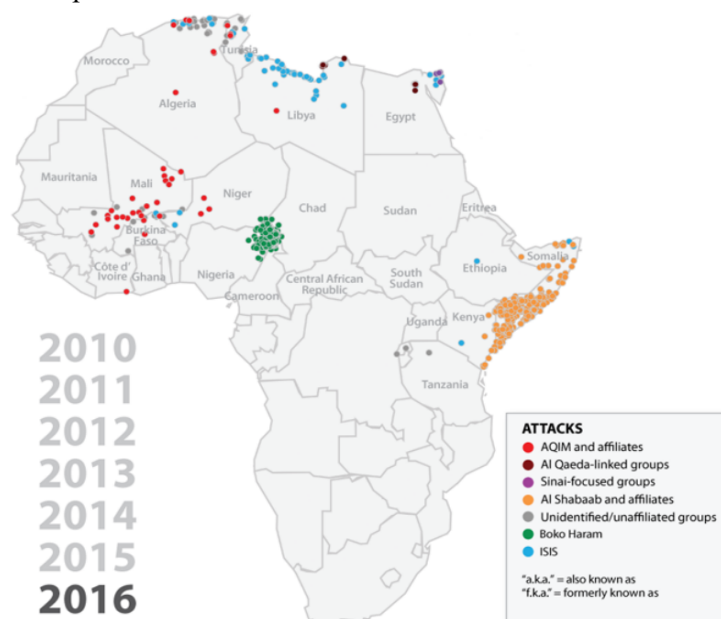 Morocco
Tunisia
Algeria
Libya
Egypt
Mauritania
Mali
Niger
Chad
Sudan
Eritrea
Burkina
Faso
Côte d'
Ivoire
Ghana
Nigeria
Cameroon
Central African
Republic
South
Sudan
Ethiopia
Somalia
Uganda
Kenya
Tanzania
2010
2011
2012
2013
2014
2015
2016
ATTACKS
AQIM and affiliates
Al Qaeda-linked groups
Sinai-focused groups
Al Shabaab and affiliates
Unidentified/unaffiliated groups
Boko Haram
ISIS
"a.k.a." = also known as
"f.k.a." = formerly known as